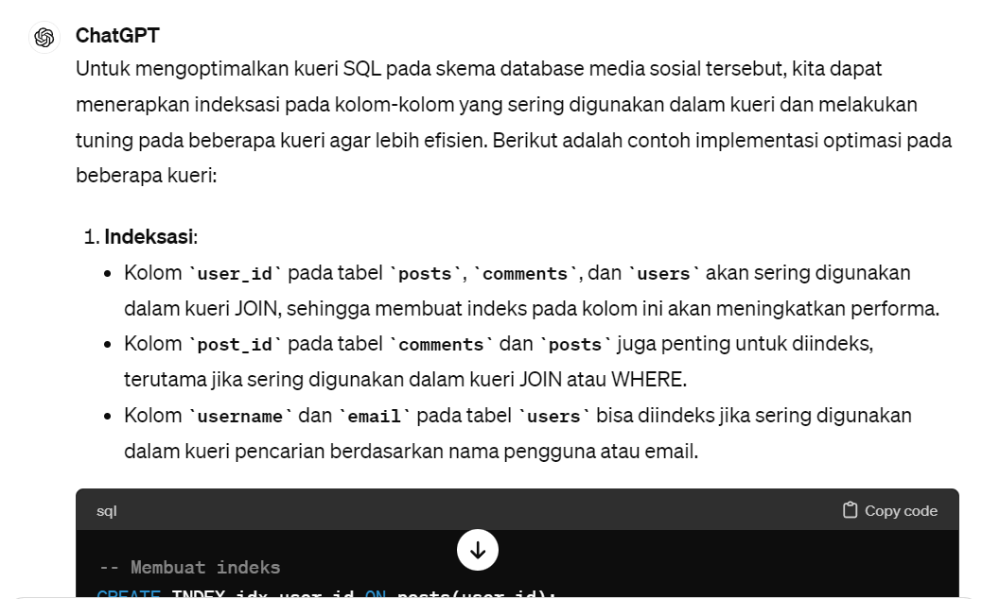 ChatGPT
Untuk mengoptimalkan kueri SQL pada skema database media sosial tersebut, kita dapat
menerapkan indeksasi pada kolom-kolom yang sering digunakan dalam kueri dan melakukan
tuning pada beberapa kueri agar lebih efisien. Berikut adalah contoh implementasi optimasi pada
beberapa kueri:
1. Indeksasi:
• Kolom `user_id` pada tabel `posts`, `comments`, dan `users` akan sering digunakan
dalam kueri JOIN, sehingga membuat indeks pada kolom ini akan meningkatkan performa.
• Kolom `post_id` pada tabel `comments` dan `posts` juga penting untuk diindeks,
terutama jika sering digunakan dalam kueri JOIN atau WHERE.
• Kolom `username` dan `email` pada tabel `users` bisa diindeks jika sering digunakan
dalam kueri pencarian berdasarkan nama pengguna atau email.
sql Copy code
-- Membuat indeks
CREATE INDEX idx_user_id ON posts(user_id);